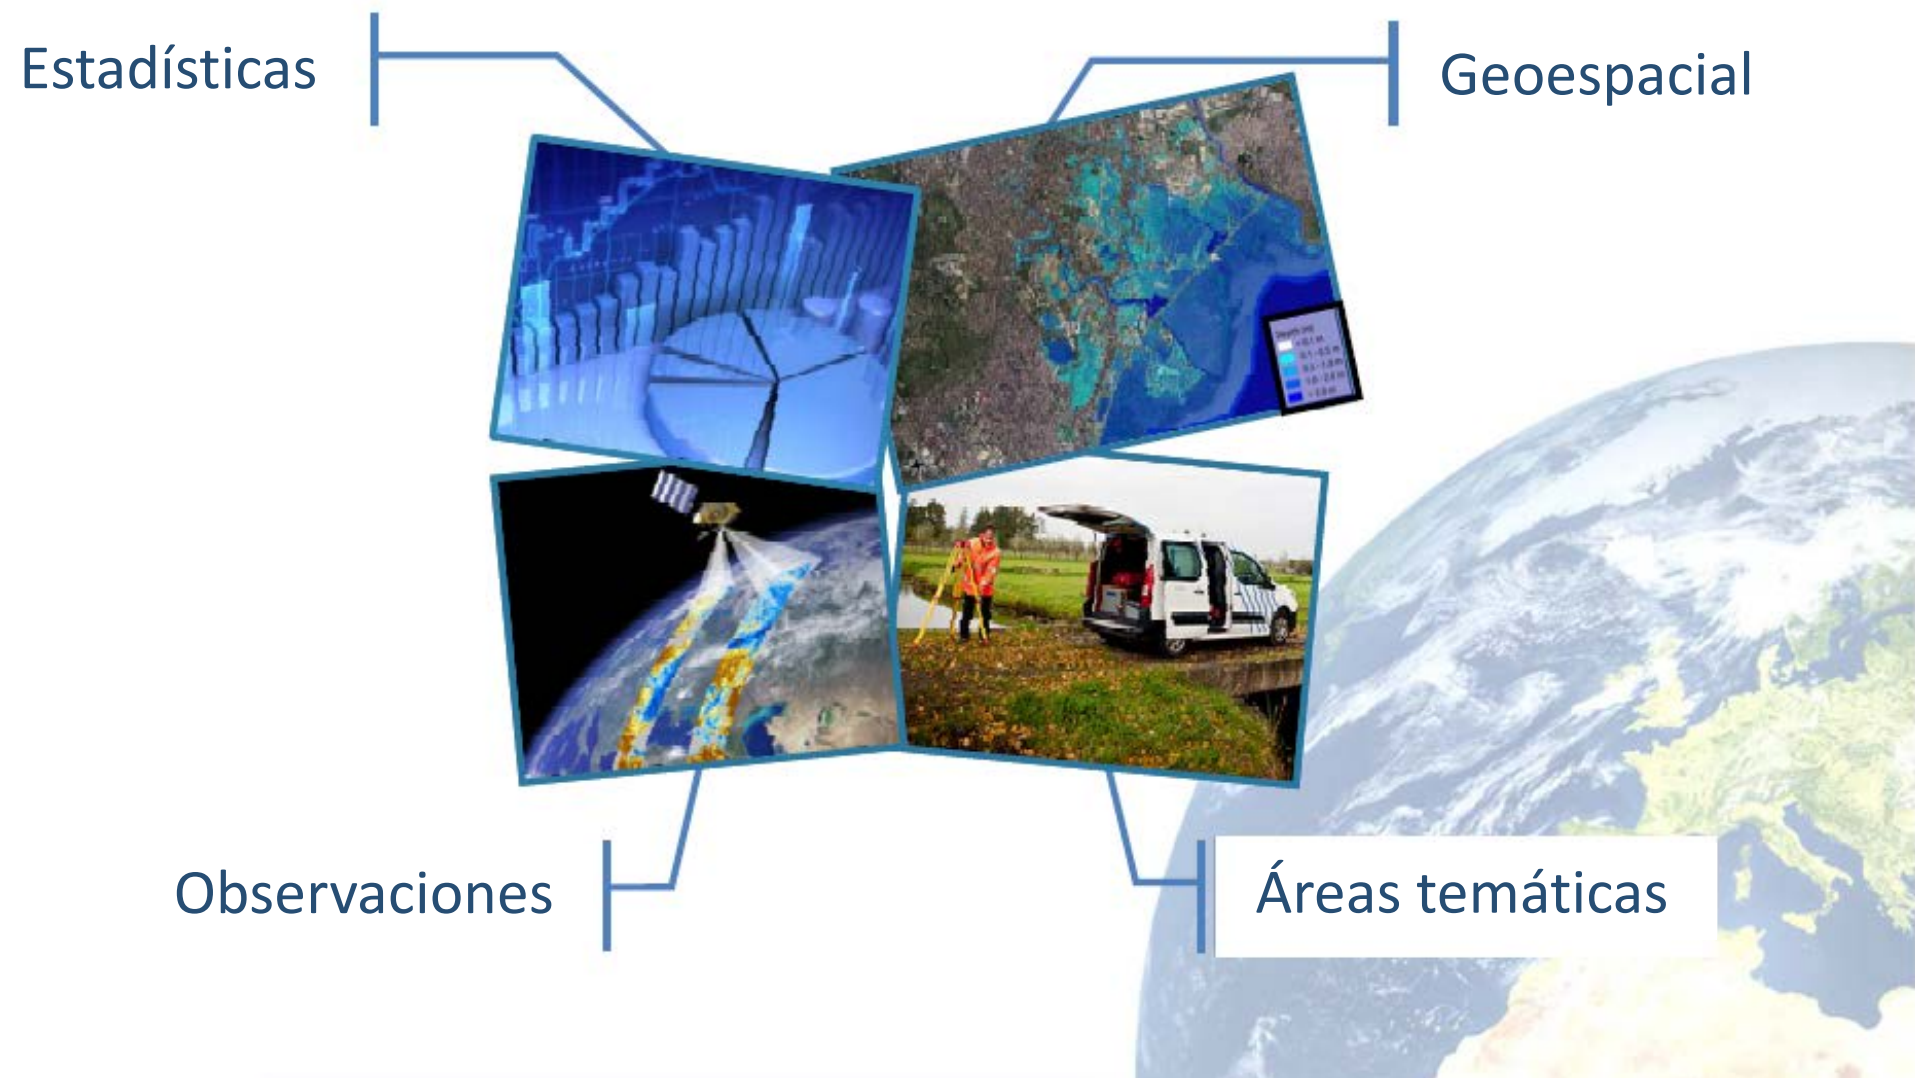 Estadísticas
Geoespacial
Observaciones
Áreas temáticas